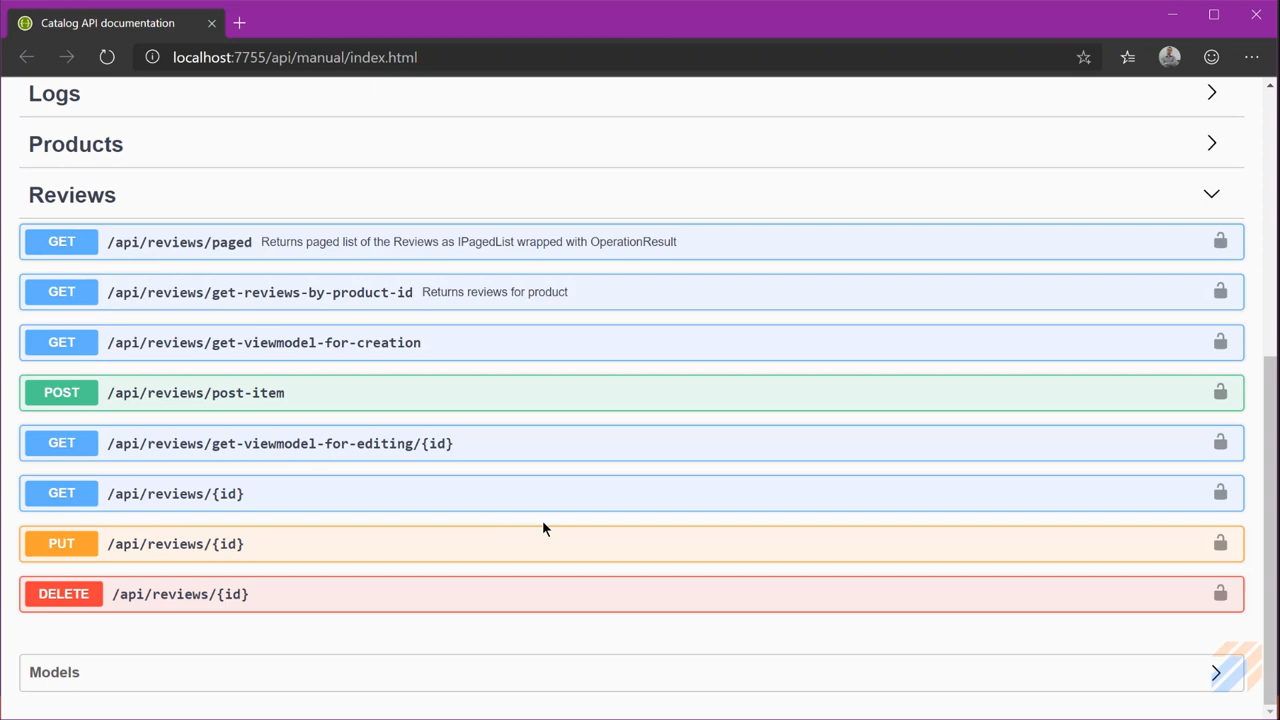 Catalog API documentation
localhost:7755/api/manual/index.html
Logs
Products
Reviews
GET /api/reviews/paged Returns paged list of the Reviews as IPagedList wrapped with OperationResult
GET /api/reviews/get-reviews-by-product-id Returns reviews for product
GET /api/reviews/get-viewmodel-for-creation
POST /api/reviews/post-item
GET /api/reviews/get-viewmodel-for-editing/{id}
GET /api/reviews/{id}
PUT /api/reviews/{id}
DELETE /api/reviews/{id}
Models